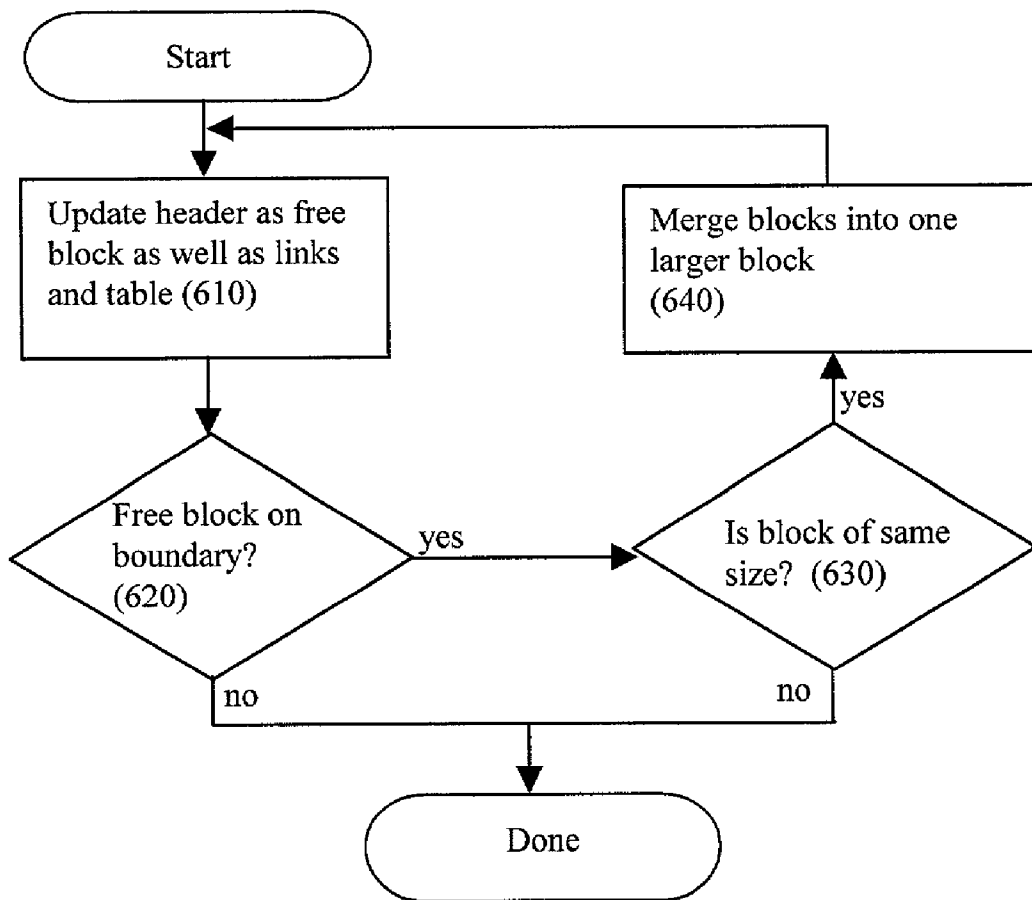 Start
Update header as free
block as well as links
and table (610)
Merge blocks into one
larger block
(640)
yes
Free block on
boundary?
(620)
yes
Is block of same
size? (630)
no
no
Done